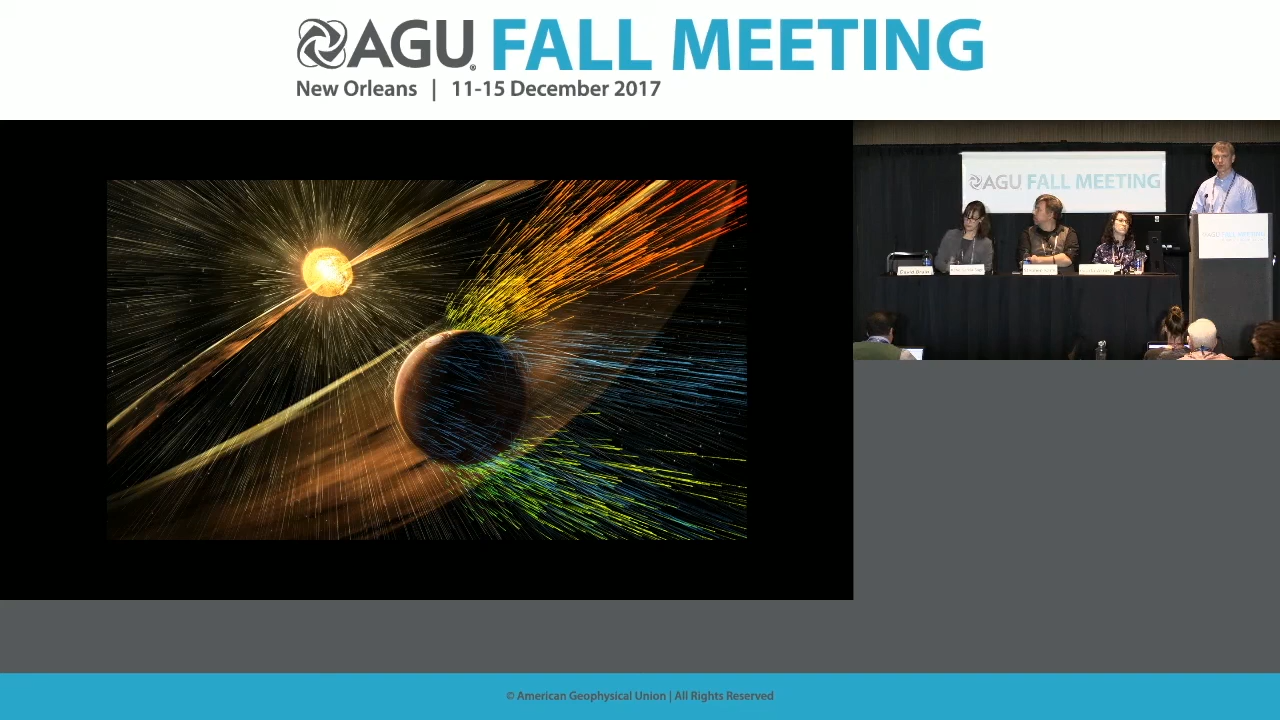 AGU FALL MEETING
New Orleans | 11-15 December 2017
AGU FALL MEETING
© American Geophysical Union | All Rights Reserved